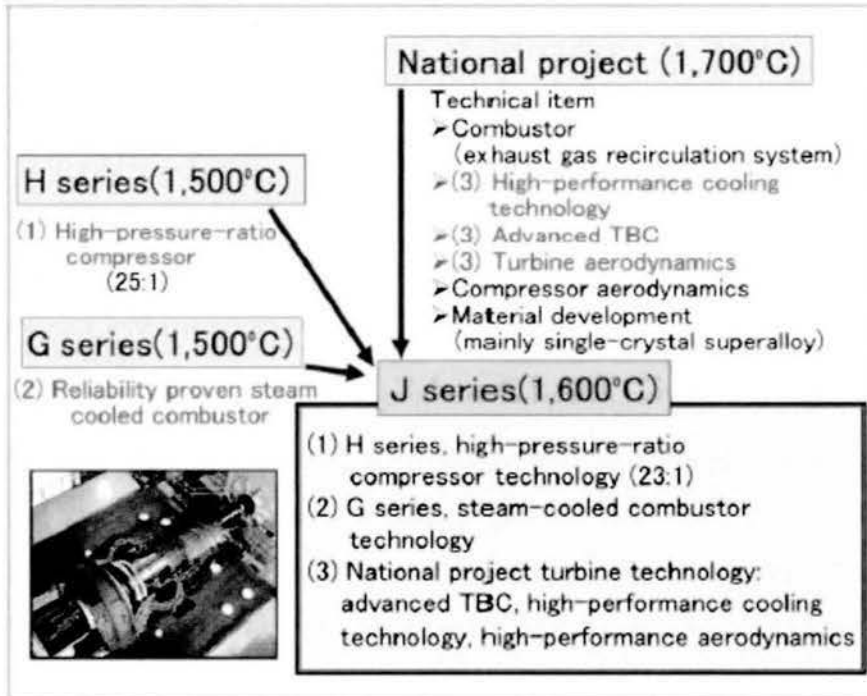 National project (1,700°C)
Technical item
➢Combustor
(exhaust gas recirculation system)
➢(3) High-performance cooling
technology
➢(3) Advanced TBC
➢(3) Turbine aerodynamics
➢Compressor aerodynamics
➢Material development
(mainly single-crystal superalloy)
H series(1,500°C)
(1) High-pressure-ratio
compressor
(25:1)
G series(1,500°C)
(2) Reliability proven steam
cooled combustor
J series(1,600°C)
(1) H series, high-pressure-ratio
compressor technology (23:1)
(2) G series, steam-cooled combustor
technology
(3) National project turbine technology:
advanced TBC, high-performance cooling
technology, high-performance aerodynamics